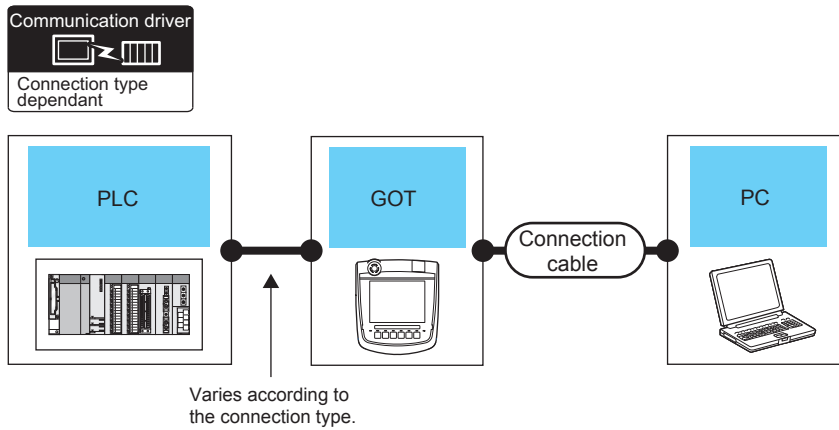 Communication driver
Connection type
dependant
PLC
GOT
PC
Connection
cable
Varies according to
the connection type.